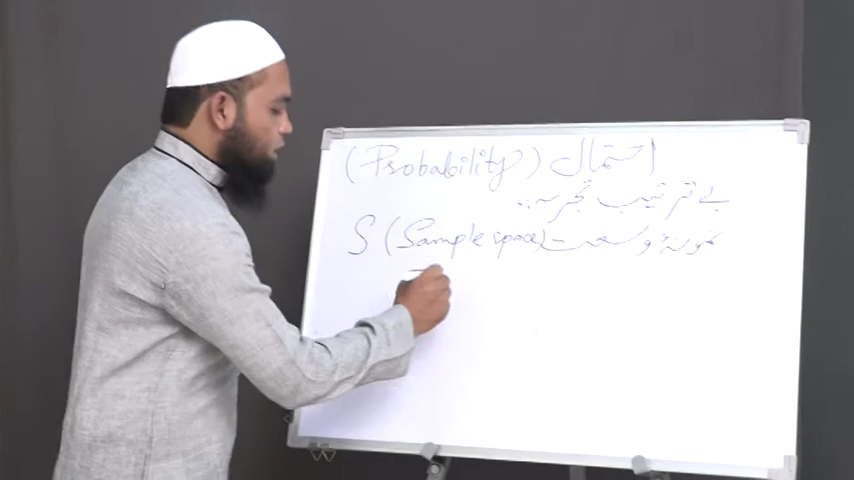 احتمال (Probability)
بے ترتیب تجربہ:.
نمونہ وسعت (Sample space) S